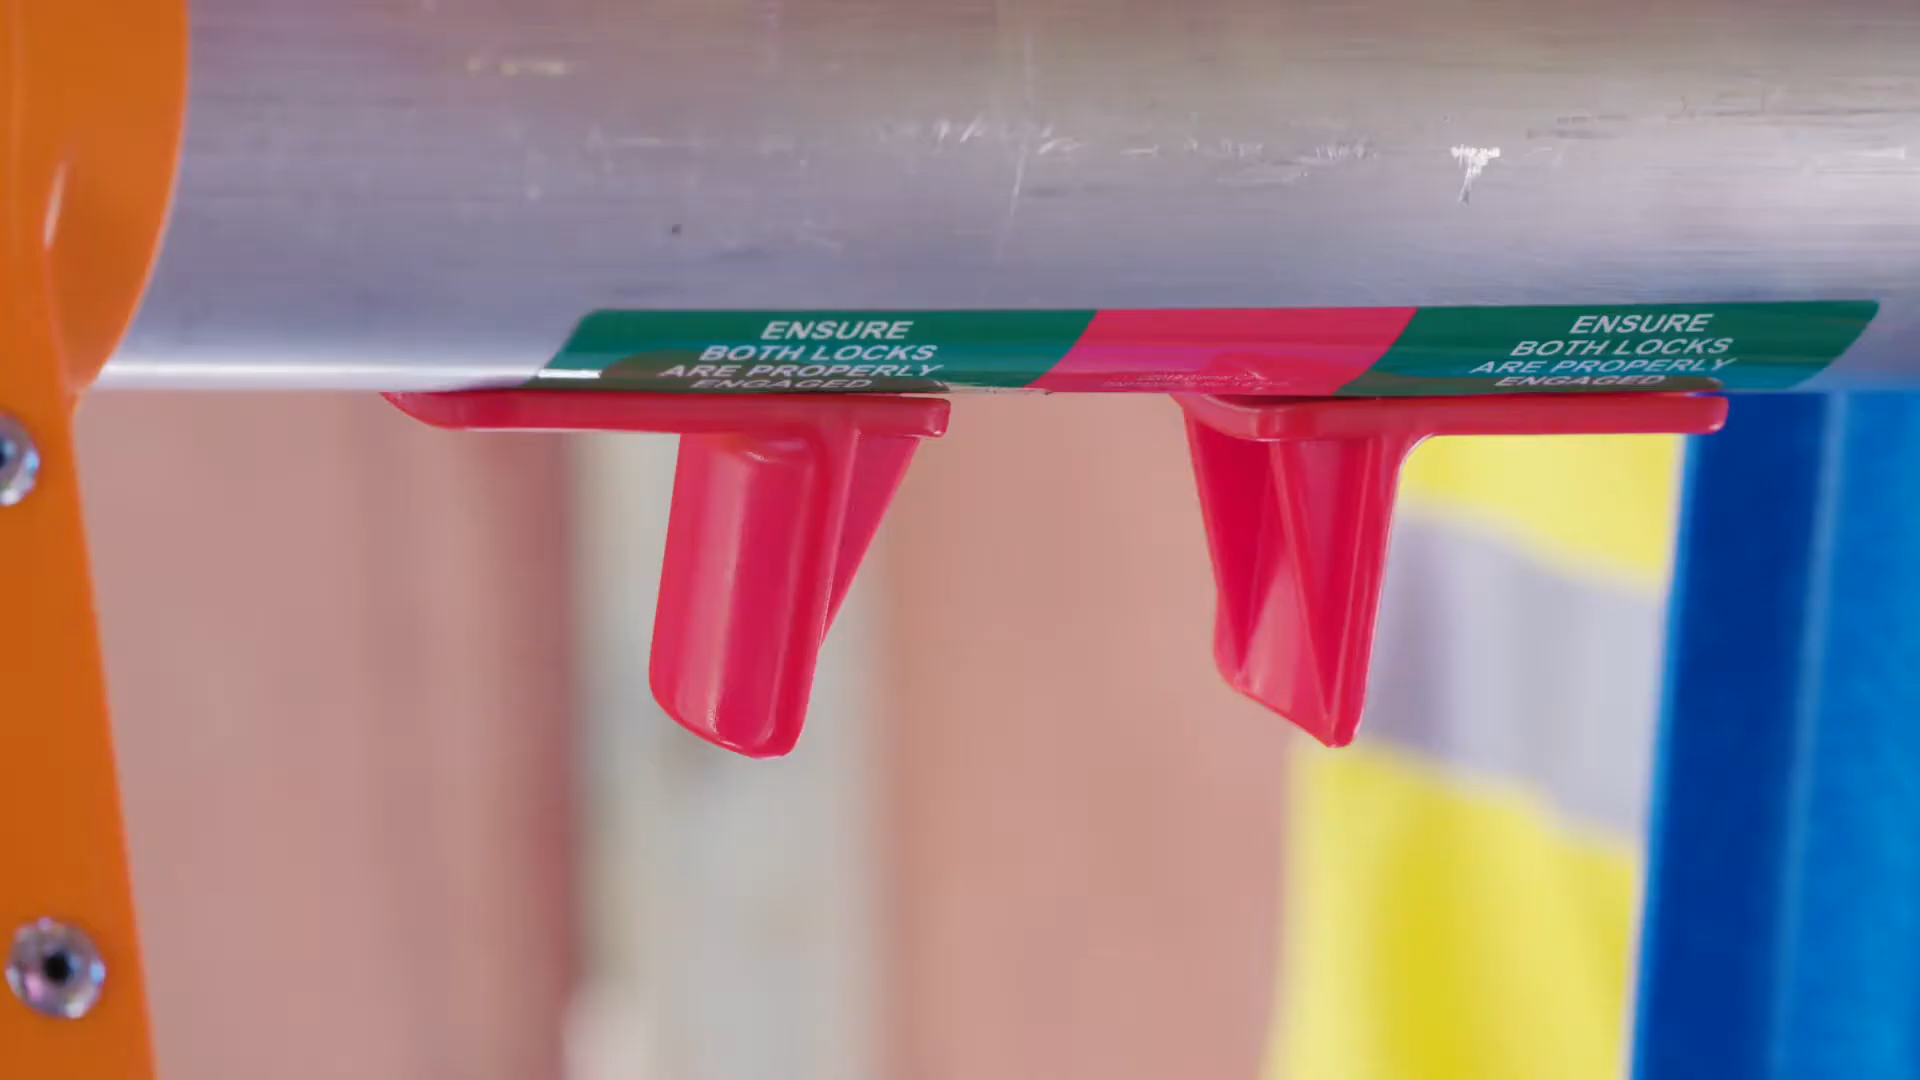 ENSURE
BOTH LOCKS
ARE PROPERLY
ENGAGED
ENSURE
BOTH LOCKS
ARE PROPERLY
ENGAGED